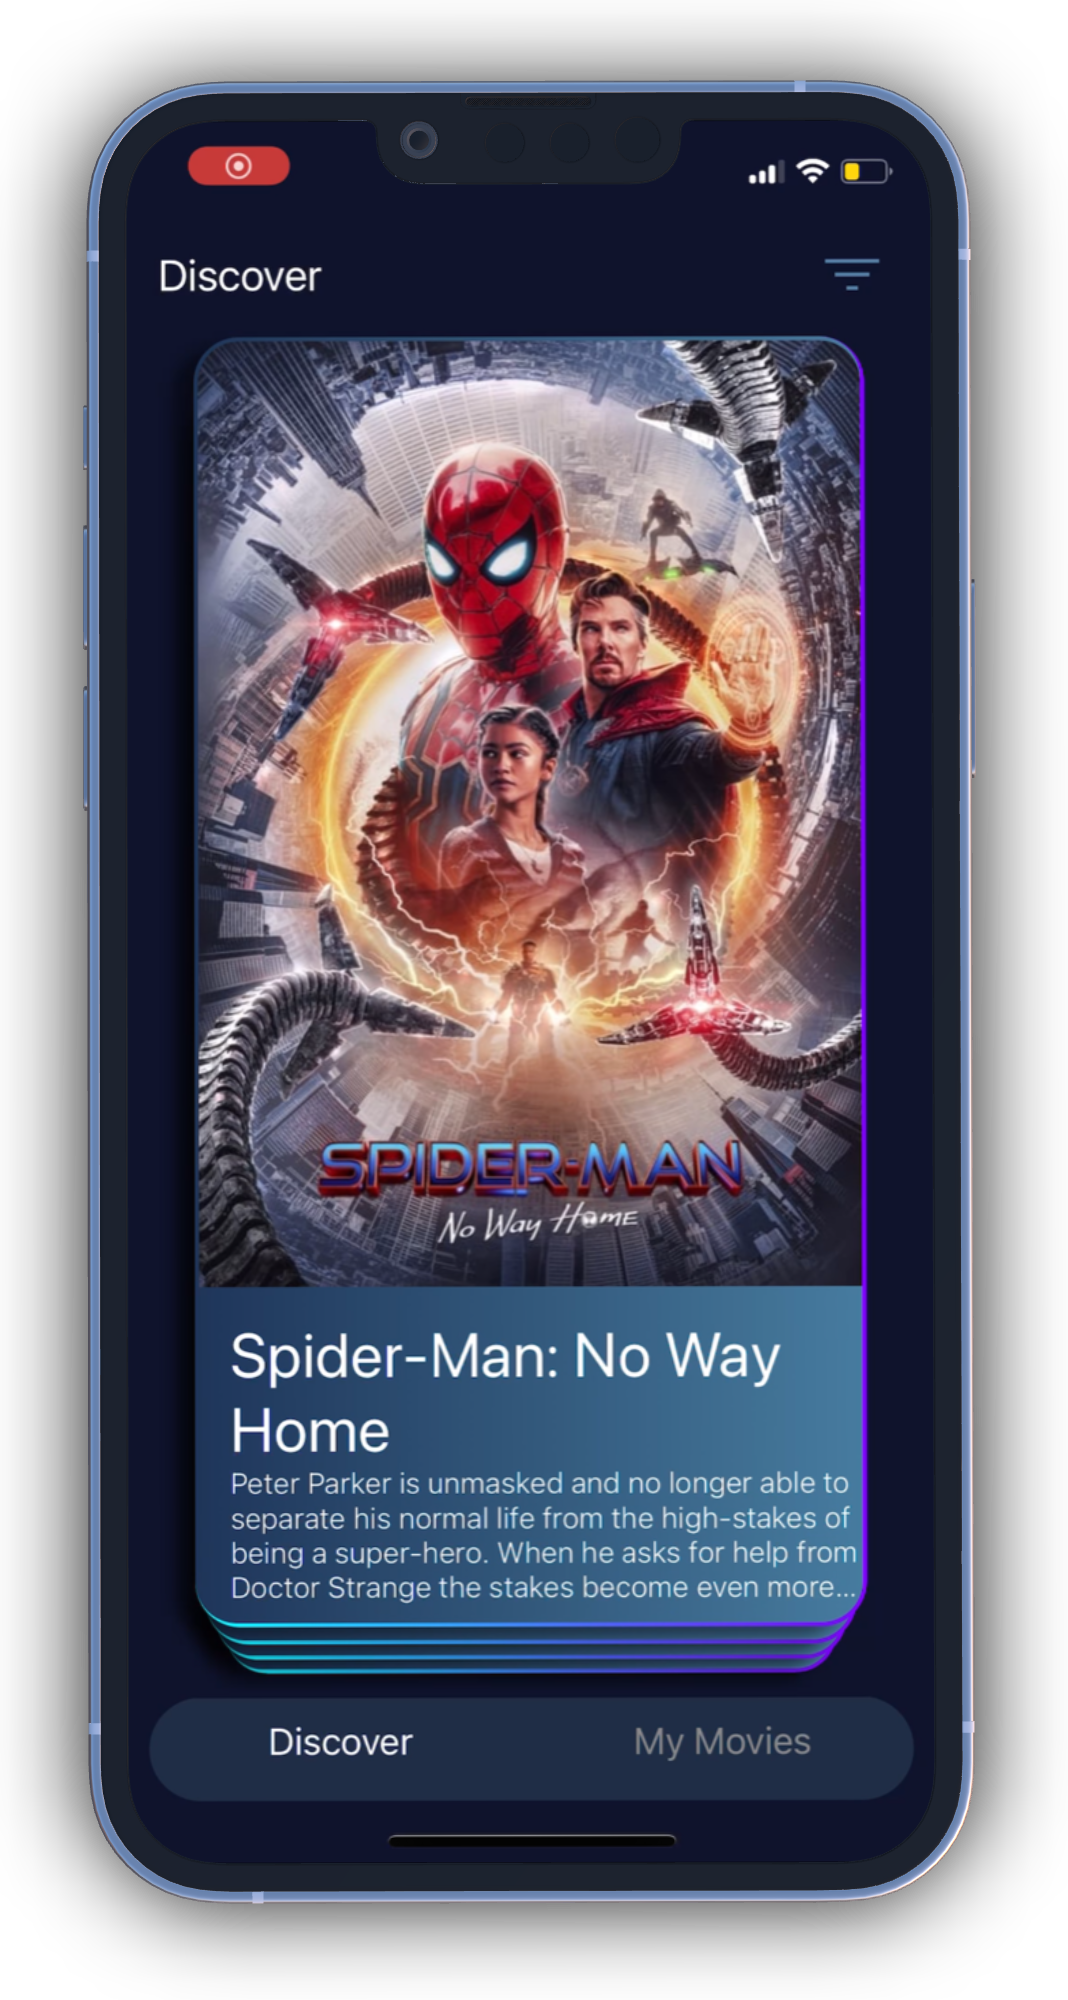 Discover
SPIDER-MAN
No Way Home
Spider-Man: No Way
Home
Peter Parker is unmasked and no longer able to
separate his normal life from the high-stakes of
being a super-hero. When he asks for help from
Doctor Strange the stakes become even more...
Discover
My Movies